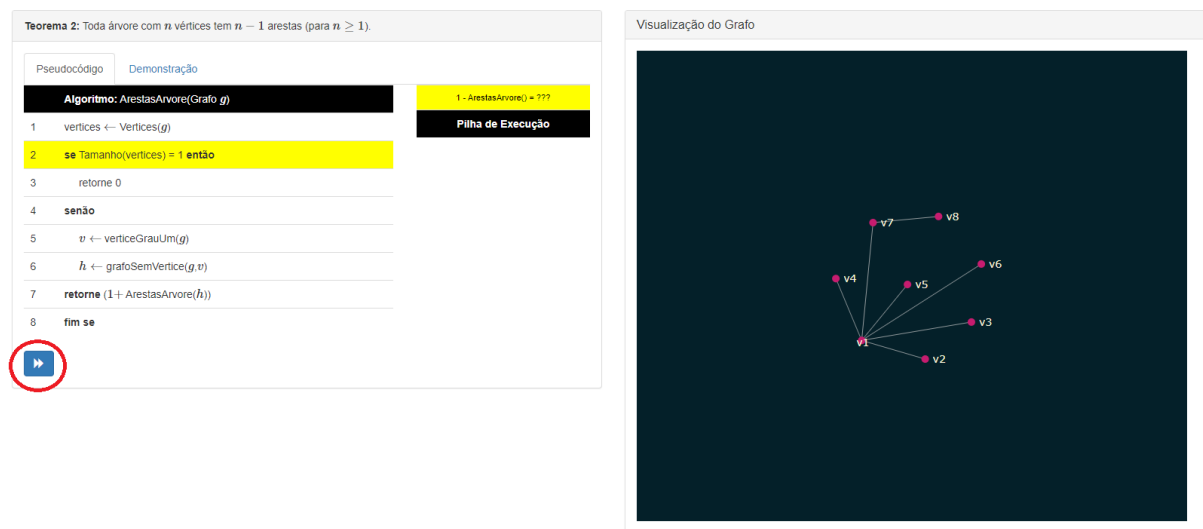 Teorema 2: Toda árvore com n vértices tem n − 1 arestas (para n ≥ 1).
Pseudocódigo
Demonstração
Algoritmo: ArestasArvore(Grafo g)
1 vertices ← Vertices(g)
2 se Tamanho(vertices) = 1 então
3 retorne 0
4 senão
5 v ← verticeGrauUm(g)
6 h ← grafoSemVertice(g,v)
7 retorne (1+ ArestasArvore(h))
8 fim se
1 - ArestasArvore() = ???
Pilha de Execução
Visualização do Grafo
v7
v8
v6
v4
v5
v3
v1
v2